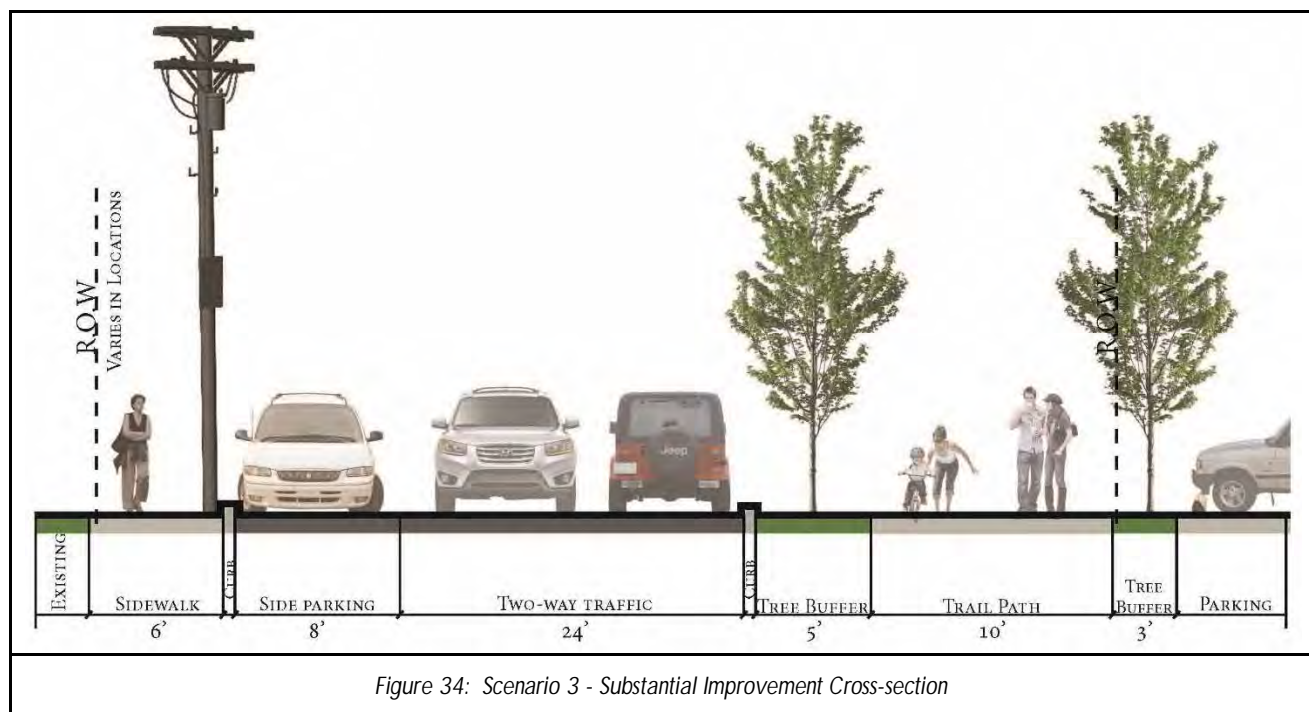 R.O.W
VARIES IN LOCATIONS
R.O.W
Jeep
EXISTING
SIDEWALK
CURB
SIDE PARKING
TWO-WAY TRAFFIC
CURB
TREE BUFFER
TRAIL PATH
TREE
BUFFER
PARKING
6'
8'
24'
5'
10'
3'
Figure 34: Scenario 3 - Substantial Improvement Cross-section